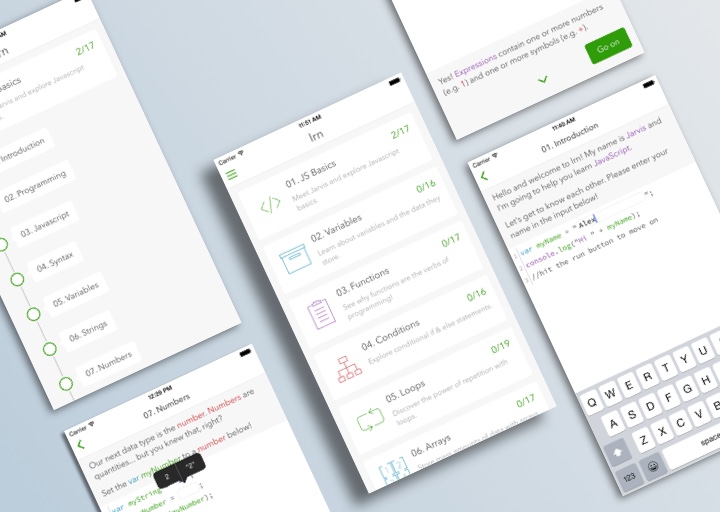 2/17
and explore Javascript
Introduction
02. Programming
03. Javascript
04. Syntax
05. Variables
06. Strings
07. Numbers
Carrier
12:29 PM
07. Numbers
Our next data type is the number. Numbers are
quantities... but you knew that, right?
Set the var myNumber to a number below!
2
"2"
var myString
Carrier
11:51 AM
lrn
01. JS Basics
2/17
Meet Jarvis and explore Javascript
basics.
02. Variables
0/16
Learn about variables and the data they
store.
03. Functions
0/17
See why functions are the verbs of
programming!
04. Conditions
0/16
Explore conditional if & else statements.
05. Loops
0/19
Discover the power of repetition with
loops.
06. Arrays
0/17
Yes! Expressions contain one or more numbers
(e.g. 1) and one or more symbols (e.g. +).
Go on
Carrier
11:50 AM
01. Introduction
Hello and welcome to lrn! My name is Jarvis and
I'm going to help you learn JavaScript.
Let's get to know each other. Please enter your
name in the input below!
1 var myName = "Alex";
2 console.log("Hi " + myName);
3 //hit the run button to move on
Q W E R T Y U
A S D F G H
Z X C V B
123
space